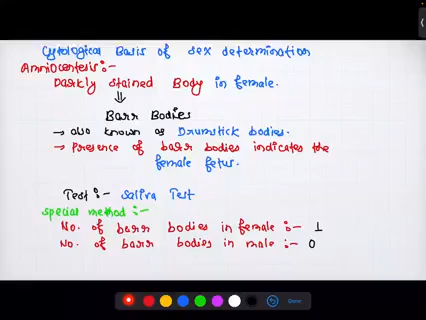 Cytological Basis of sex determination
Amniocentesis:-
Darkly stained Body in female.
⇓
Barr Bodies
→ also known as Drumstick bodies.
→ Presence of barr bodies indicates the
female fetus.
Test:- Saliva Test
special method:-
No. of barr bodies in female :- 1
No. of barr bodies in male :- 0
Done